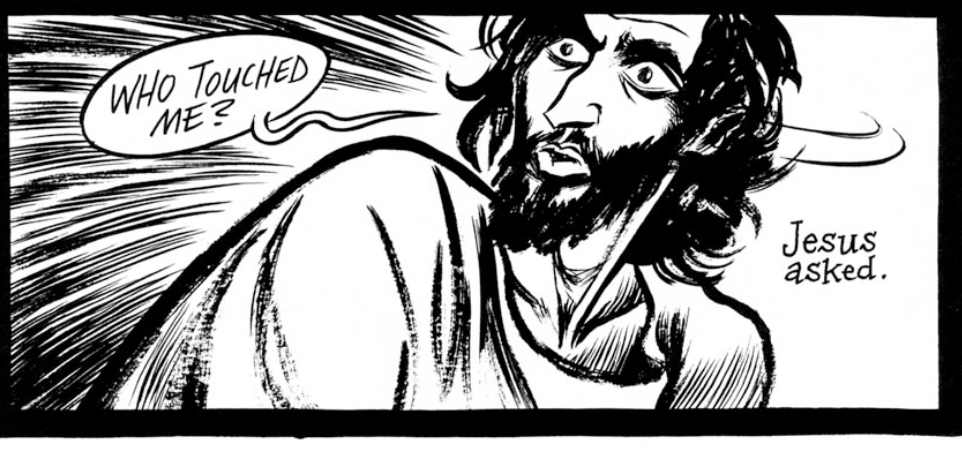 WHO TOUCHED
ME?
Jesus
asked.